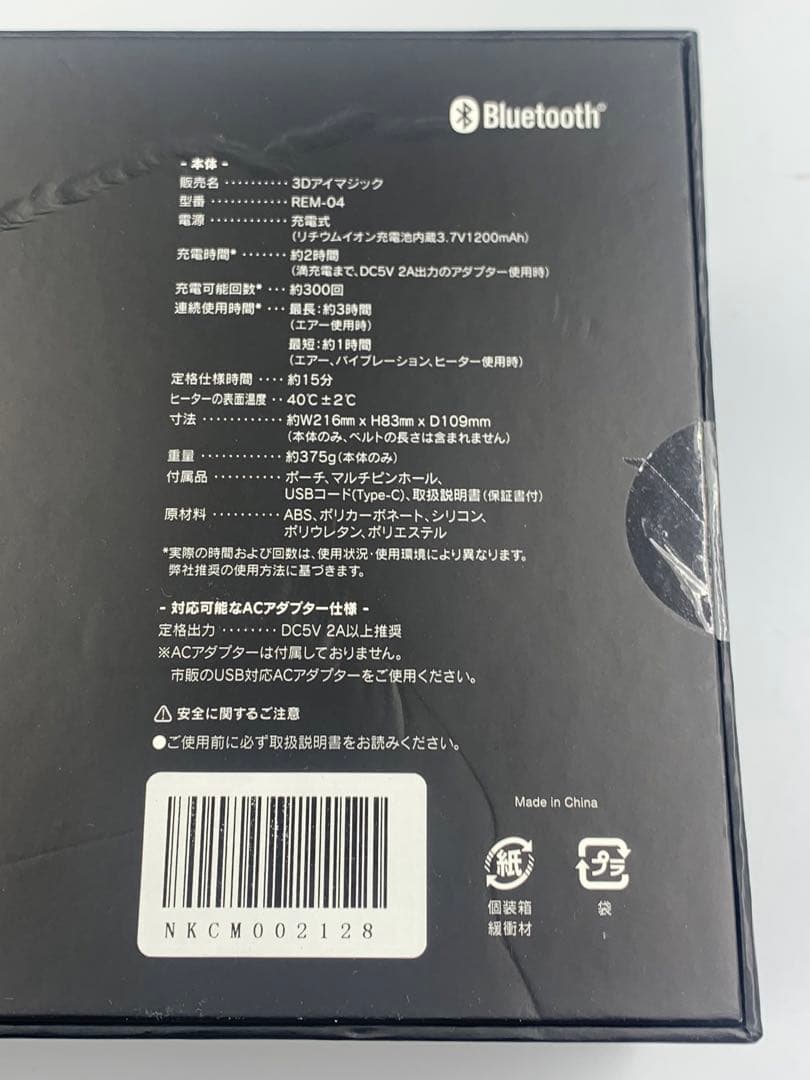 Bluetooth®
- 本体 -
販売名 ‥‥‥‥‥ 3Dアイマジック
型番 ‥‥‥‥‥‥ REM-04
電源 ‥‥‥‥‥‥ 充電式
(リチウムイオン充電池内蔵3.7V1200mAh)
充電時間* ‥‥‥‥ 約2時間
(満充電まで、DC5V 2A出力のアダプター使用時)
充電可能回数* ‥‥ 約300回
連続使用時間* ‥‥ 最長:約3時間
(エアー使用時)
最短:約1時間
(エアー、バイブレーション、ヒーター使用時)
定格仕様時間 ‥‥ 約15分
ヒーターの表面温度 ‥ 40℃±2℃
寸法 ‥‥‥‥‥‥ 約W216mm x H83mm x D109mm
(本体のみ、ベルトの長さは含まれません)
重量 ‥‥‥‥‥‥ 約375g(本体のみ)
付属品 ‥‥‥‥‥ ポーチ、マルチピンホール、
USBコード(Type-C)、取扱説明書(保証書付)
原材料 ‥‥‥‥‥ ABS、ポリカーボネート、シリコン、
ポリウレタン、ポリエステル
*実際の時間および回数は、使用状況・使用環境により異なります。
弊社推奨の使用方法に基づきます。
- 対応可能なACアダプター仕様 -
定格出力 ‥‥‥‥ DC5V 2A以上推奨
※ACアダプターは付属しておりません。
市販のUSB対応ACアダプターをご使用ください。
⚠ 安全に関するご注意
●ご使用前に必ず取扱説明書をお読みください。
Made in China
紙 プラ
個装箱 袋
緩衝材
NKCM002128